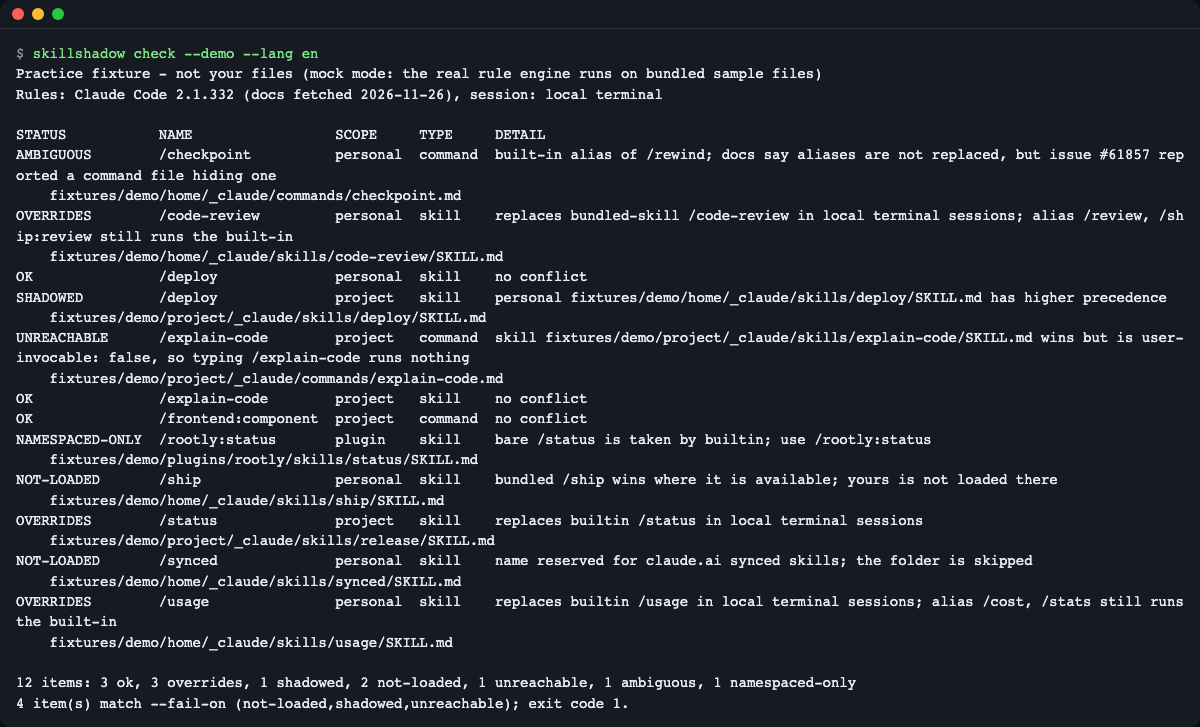 $ skillshadow check --demo --lang en
Practice fixture - not your files (mock mode: the real rule engine runs on bundled sample files)
Rules: Claude Code 2.1.332 (docs fetched 2026-11-26), session: local terminal
STATUS NAME SCOPE TYPE DETAIL
AMBIGUOUS /checkpoint personal command built-in alias of /rewind; docs say aliases are not replaced, but issue #61857 rep
orted a command file hiding one
fixtures/demo/home/_claude/commands/checkpoint.md
OVERRIDES /code-review personal skill replaces bundled-skill /code-review in local terminal sessions; alias /review, /sh
ip:review still runs the built-in
fixtures/demo/home/_claude/skills/code-review/SKILL.md
OK /deploy personal skill no conflict
SHADOWED /deploy project skill personal fixtures/demo/home/_claude/skills/deploy/SKILL.md has higher precedence
fixtures/demo/project/_claude/skills/deploy/SKILL.md
UNREACHABLE /explain-code project command skill fixtures/demo/project/_claude/skills/explain-code/SKILL.md wins but is user-
invocable: false, so typing /explain-code runs nothing
fixtures/demo/project/_claude/commands/explain-code.md
OK /explain-code project skill no conflict
OK /frontend:component project command no conflict
NAMESPACED-ONLY /rootly:status plugin skill bare /status is taken by builtin; use /rootly:status
fixtures/demo/plugins/rootly/skills/status/SKILL.md
NOT-LOADED /ship personal skill bundled /ship wins where it is available; yours is not loaded there
fixtures/demo/home/_claude/skills/ship/SKILL.md
OVERRIDES /status project skill replaces builtin /status in local terminal sessions
fixtures/demo/project/_claude/skills/release/SKILL.md
NOT-LOADED /synced personal skill name reserved for claude.ai synced skills; the folder is skipped
fixtures/demo/home/_claude/skills/synced/SKILL.md
OVERRIDES /usage personal skill replaces builtin /usage in local terminal sessions; alias /cost, /stats still runs
the built-in
fixtures/demo/home/_claude/skills/usage/SKILL.md
12 items: 3 ok, 3 overrides, 1 shadowed, 2 not-loaded, 1 unreachable, 1 ambiguous, 1 namespaced-only
4 item(s) match --fail-on (not-loaded,shadowed,unreachable); exit code 1.